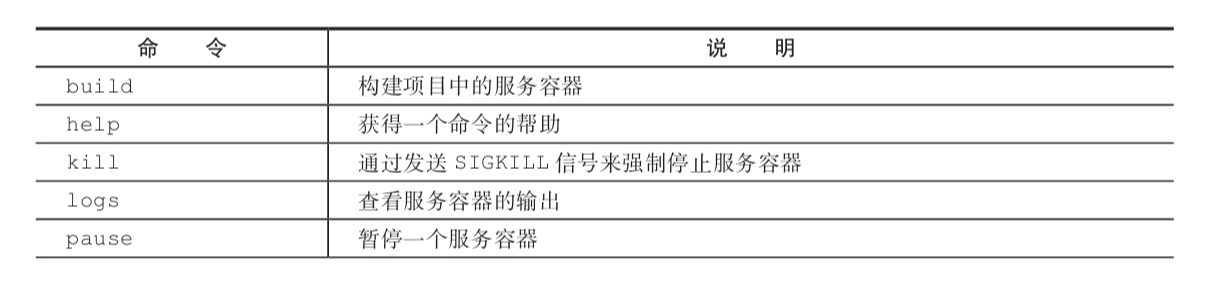 命 令 说 明
build 构建项目中的服务容器
help 获得一个命令的帮助
kill 通过发送 SIGKILL 信号来强制停止服务容器
logs 查看服务容器的输出
pause 暂停一个服务容器